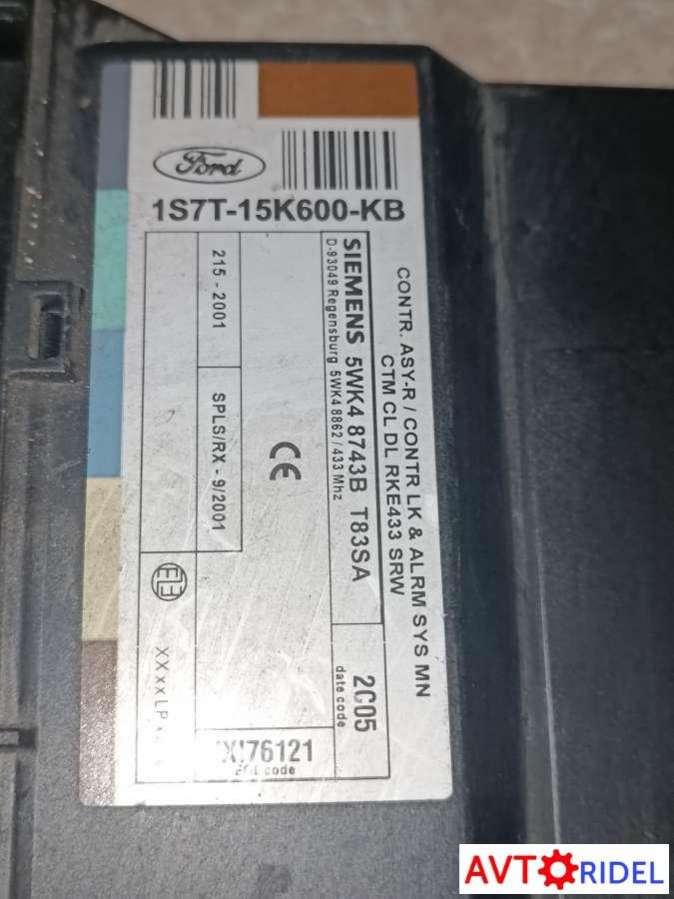 Ford
1S7T-15K600-KB
CONTR. ASY-R / CONTR LK & ALRM SYS MN
CTM CL DL RKE433 SRW
SIEMENS 5WK4 8743B T83SA
D-93049 Regensburg 5WK4 8862 / 433 Mhz
2C05
date code
215 - 2001
SPLS/RX - 9/2001
CE
E13
76121
code
AVTORIDEL